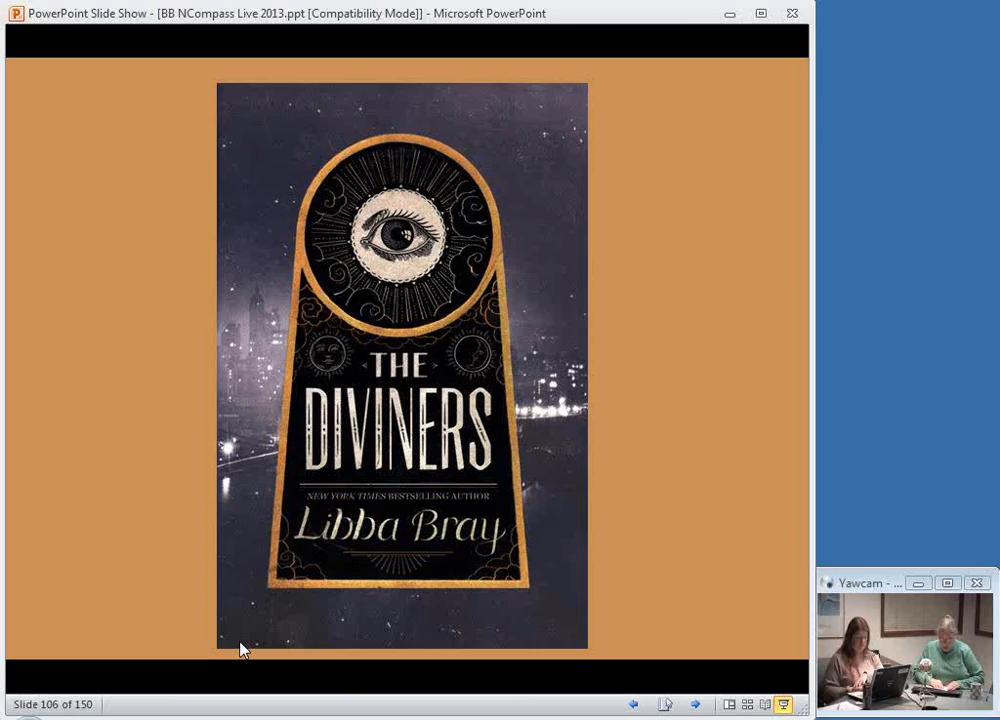 PowerPoint Slide Show - [BB NCompass Live 2013.ppt [Compatibility Mode]] - Microsoft PowerPoint
THE
DIVINERS
NEW YORK TIMES BESTSELLING AUTHOR
Libba Bray
Yawcam - ...
Slide 106 of 150